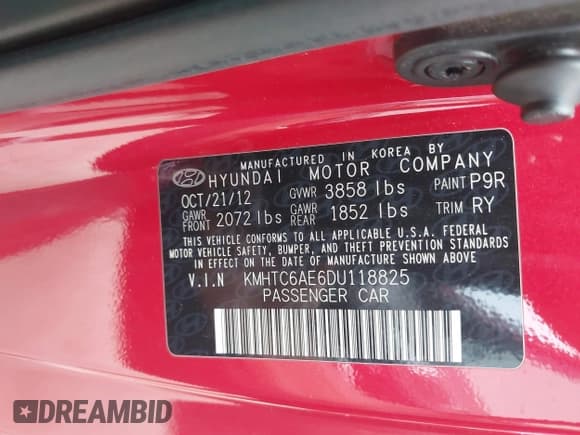 MANUFACTURED IN KOREA BY
HYUNDAI MOTOR COMPANY
OCT/21/12 GVWR 3858 lbs PAINT P9R
GAWR FRONT 2072 lbs GAWR REAR 1852 lbs TRIM RY
THIS VEHICLE CONFORMS TO ALL APPLICABLE U.S.A. FEDERAL
MOTOR VEHICLE SAFETY, BUMPER, AND THEFT PREVENTION STANDARDS
IN EFFECT ON THE DATE OF MANUFACTURE SHOWN ABOVE
V.I.N KMHTC6AE6DU118825
PASSENGER CAR
DREAMBID